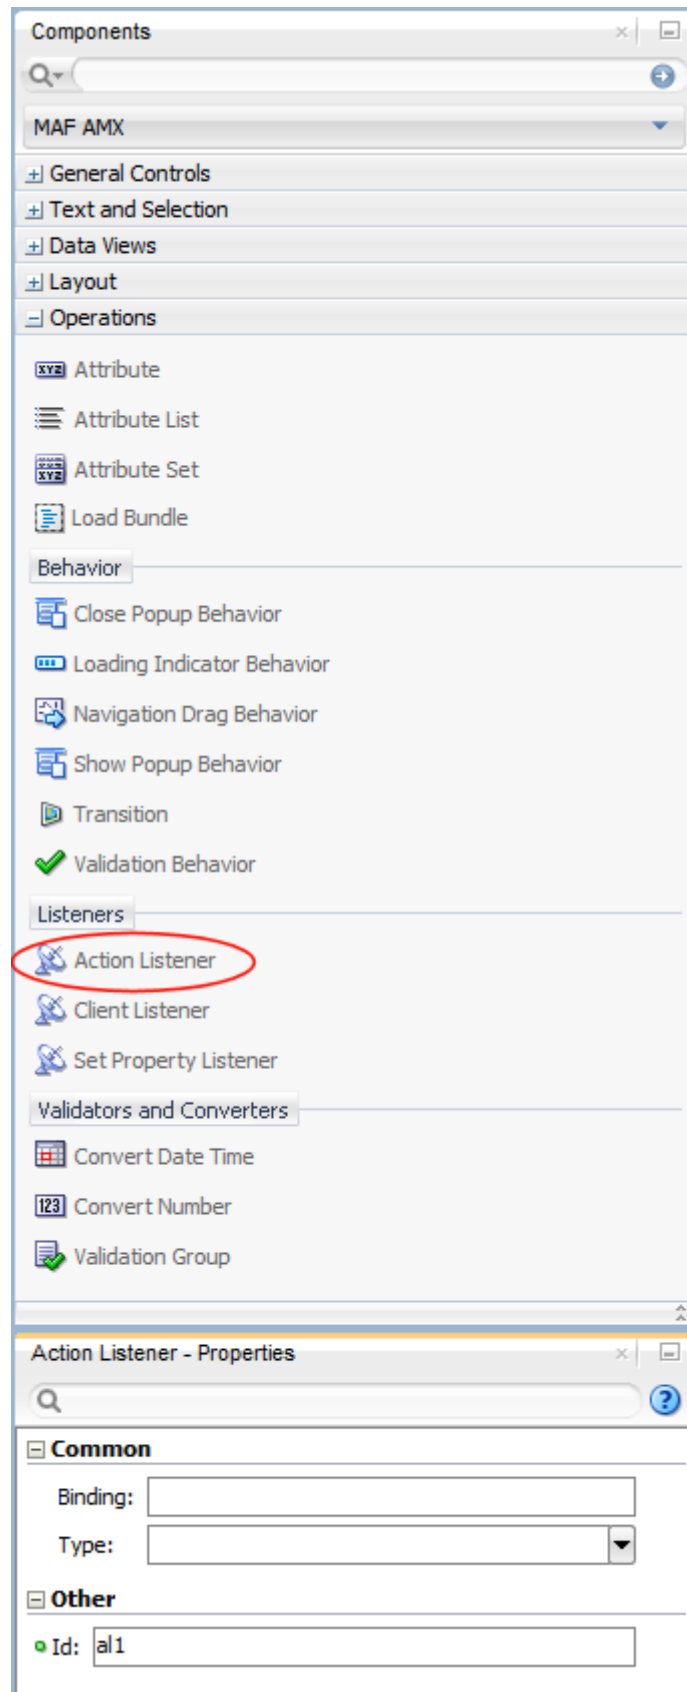 Components
MAF AMX
General Controls
Text and Selection
Data Views
Layout
Operations
XYZ Attribute
Attribute List
XYZ Attribute Set
Load Bundle
Behavior
Close Popup Behavior
Loading Indicator Behavior
Navigation Drag Behavior
Show Popup Behavior
Transition
Validation Behavior
Listeners
Action Listener
Client Listener
Set Property Listener
Validators and Converters
Convert Date Time
123 Convert Number
Validation Group
Action Listener - Properties
?
Common
Binding:
Type:
Other
Id: al1